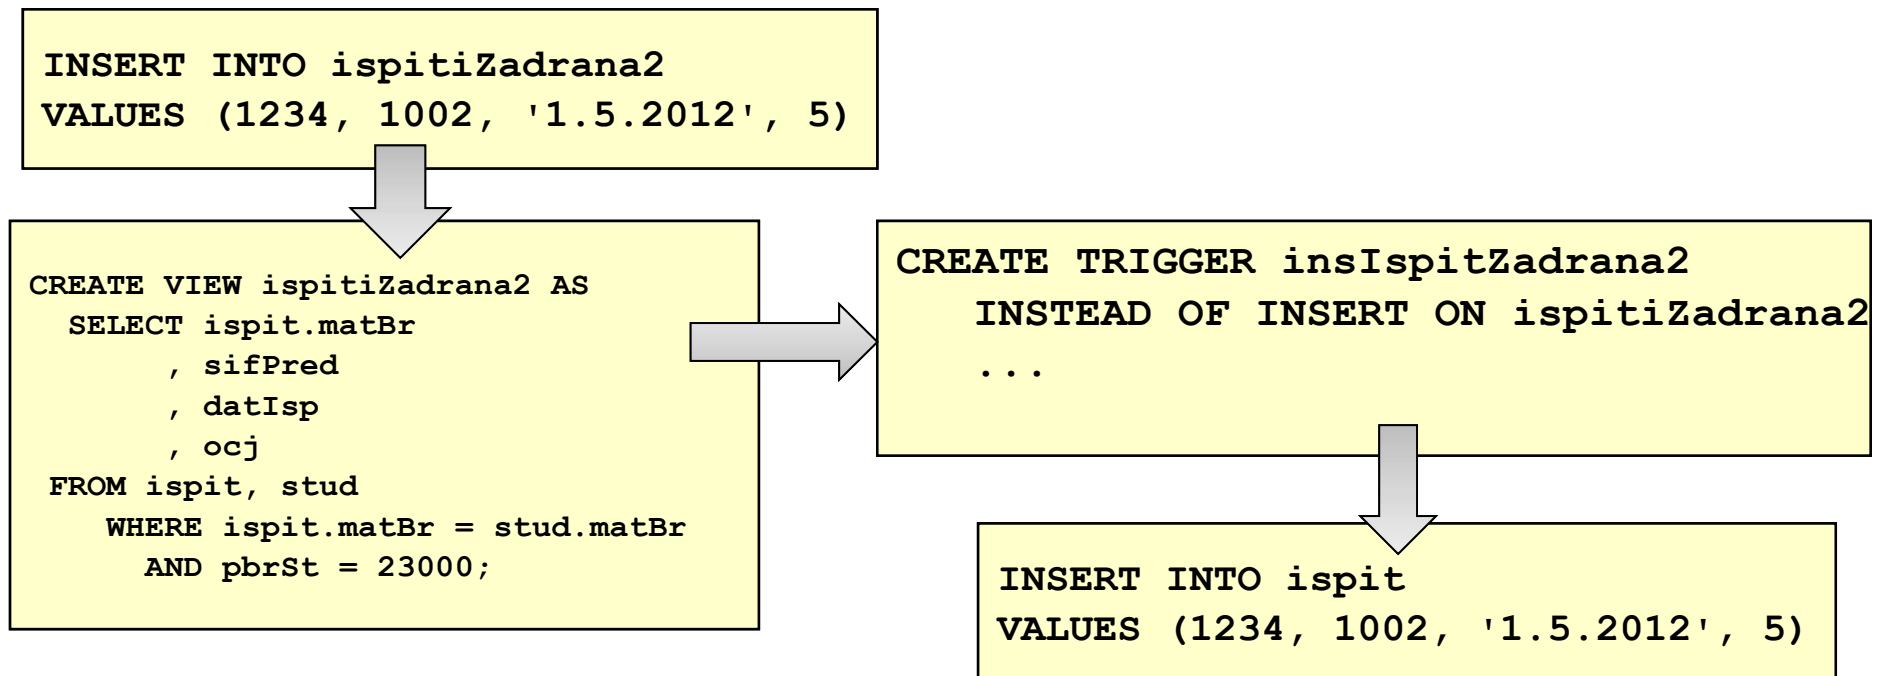 INSERT INTO ispitiZadrana2
VALUES (1234, 1002, '1.5.2012', 5)
CREATE VIEW ispitiZadrana2 AS
SELECT ispit.matBr
, sifPred
, datIsp
, ocj
FROM ispit, stud
WHERE ispit.matBr = stud.matBr
AND pbrSt = 23000;
CREATE TRIGGER insIspitZadrana2
INSTEAD OF INSERT ON ispitiZadrana2
...
INSERT INTO ispit
VALUES (1234, 1002, '1.5.2012', 5)